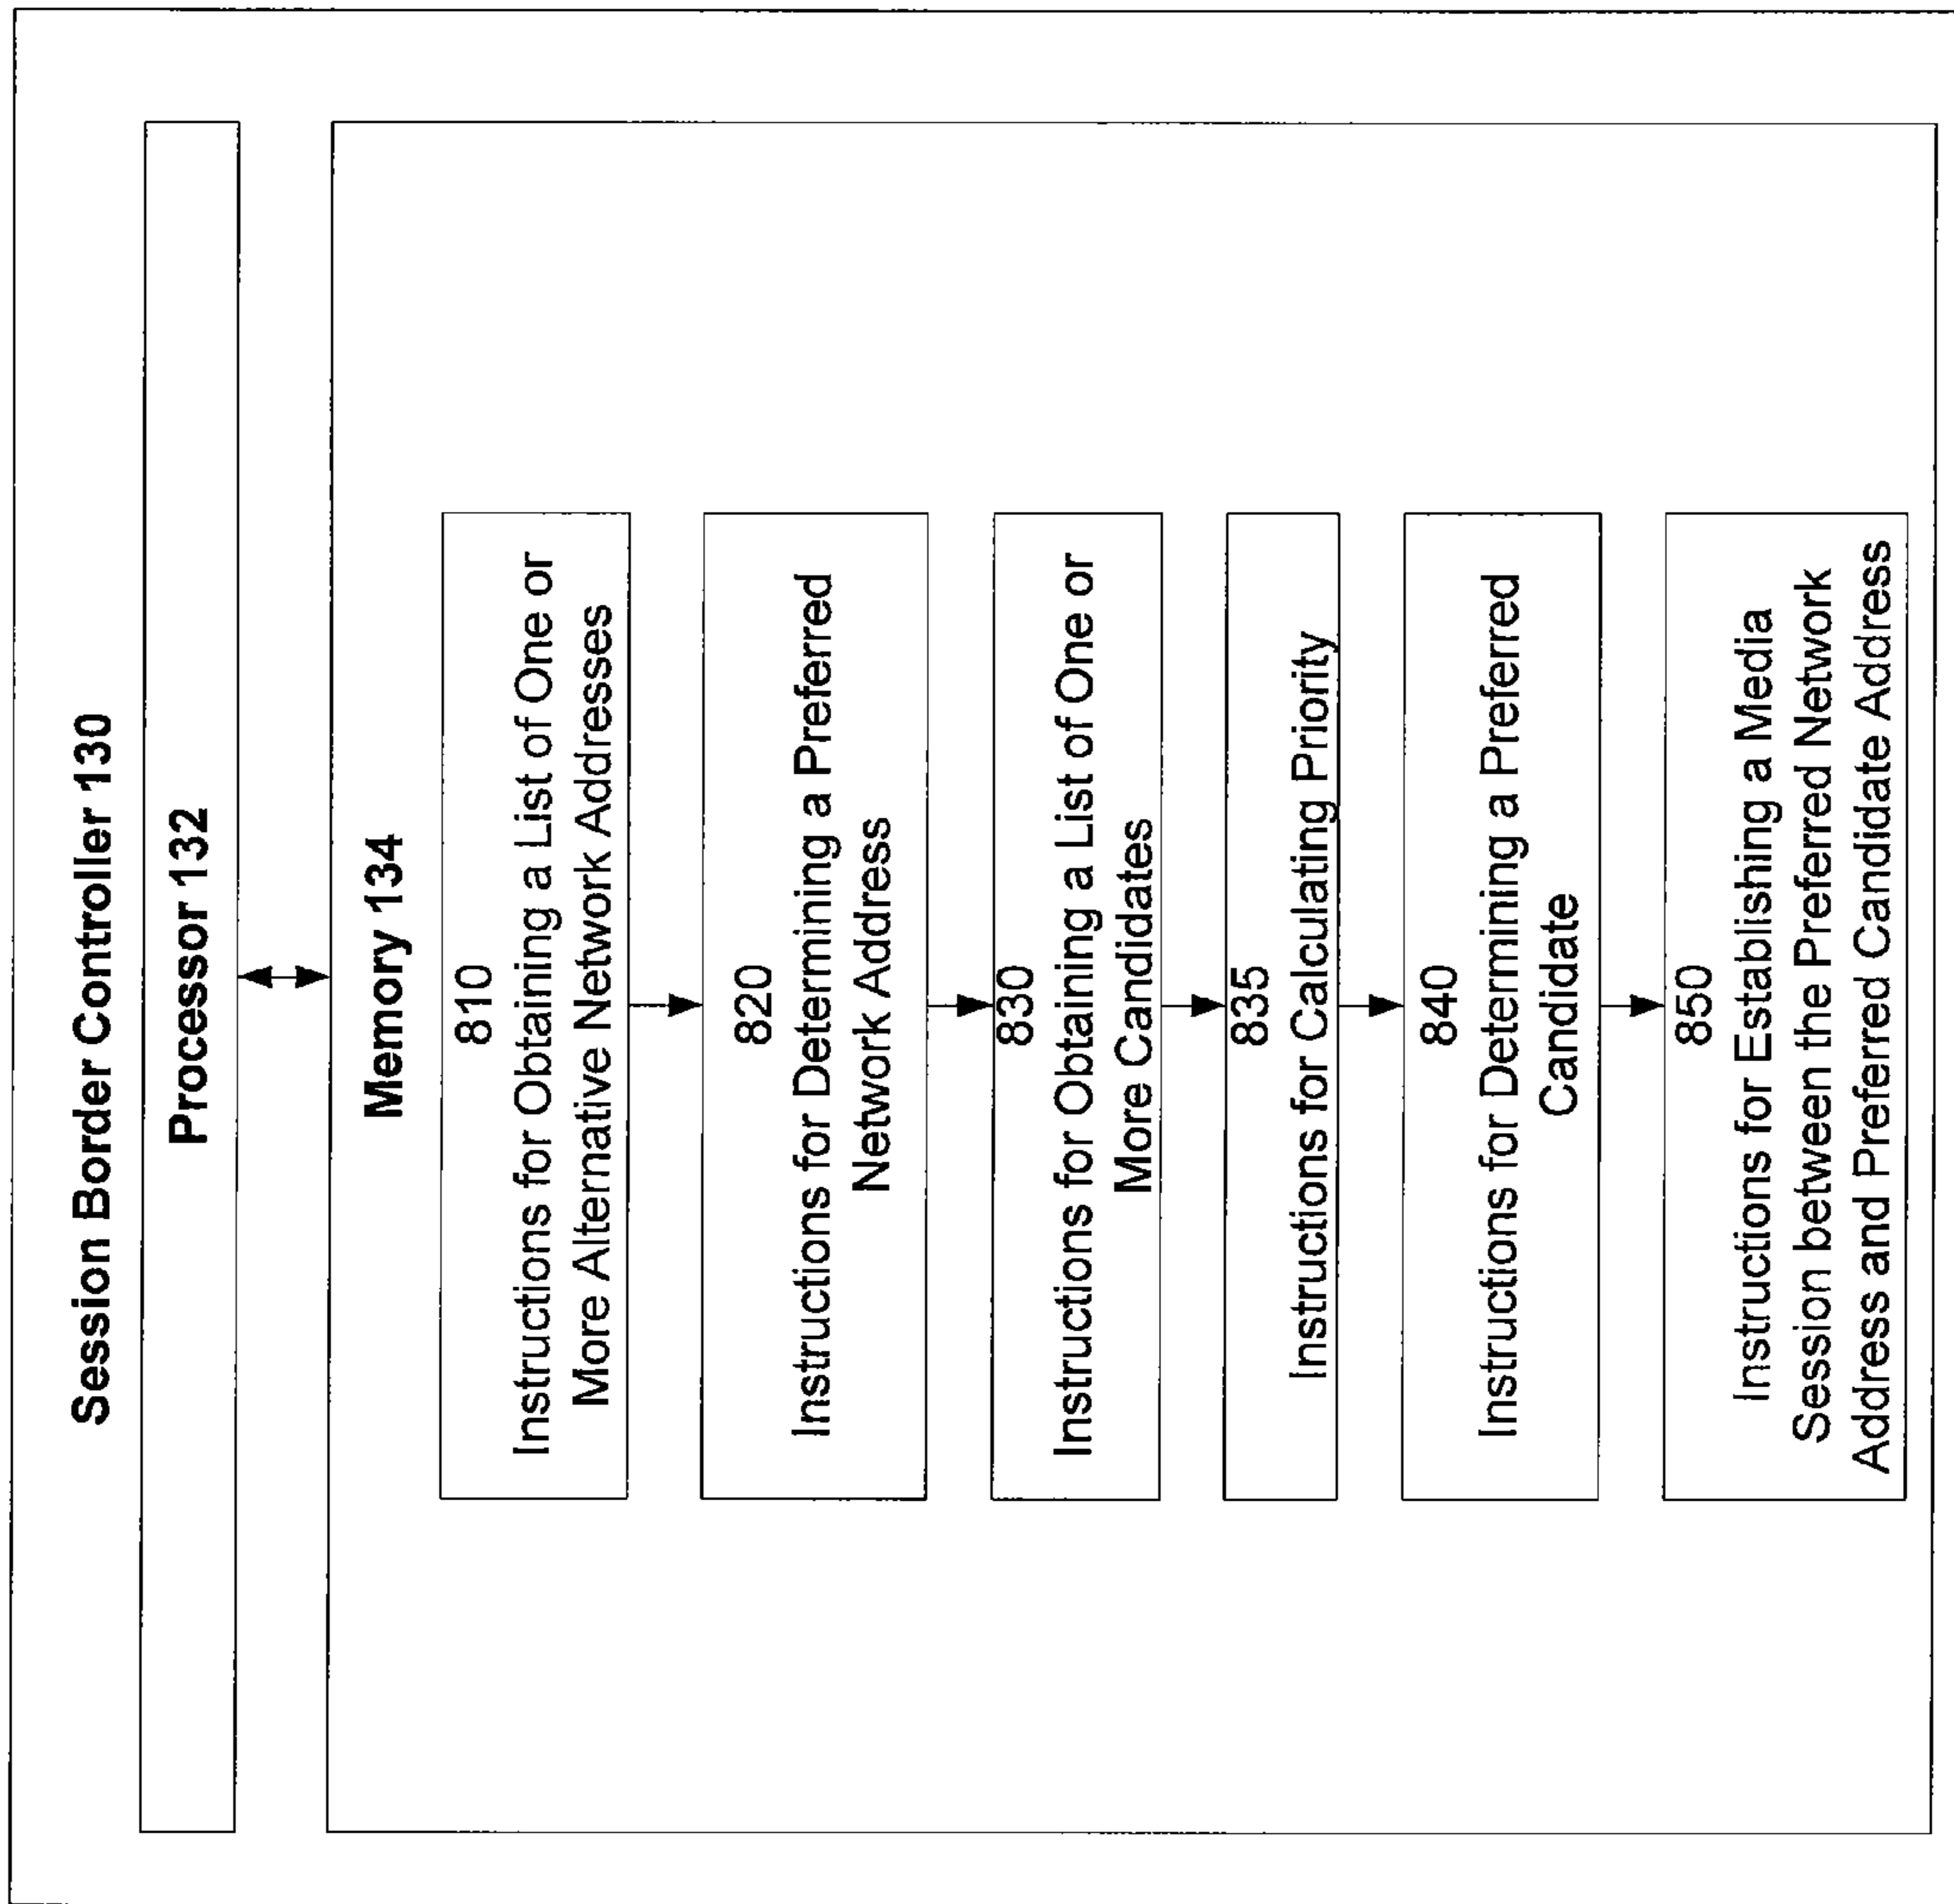 Session Border Controller 130
Processor 132
Memory 134
810
Instructions for Obtaining a List of One or
More Alternative Network Addresses
820
Instructions for Determining a Preferred
Network Address
830
Instructions for Obtaining a List of One or
More Candidates
835
Instructions for Calculating Priority
840
Instructions for Determining a Preferred
Candidate
850
Instructions for Establishing a Media
Session between the Preferred Network
Address and Preferred Candidate Address